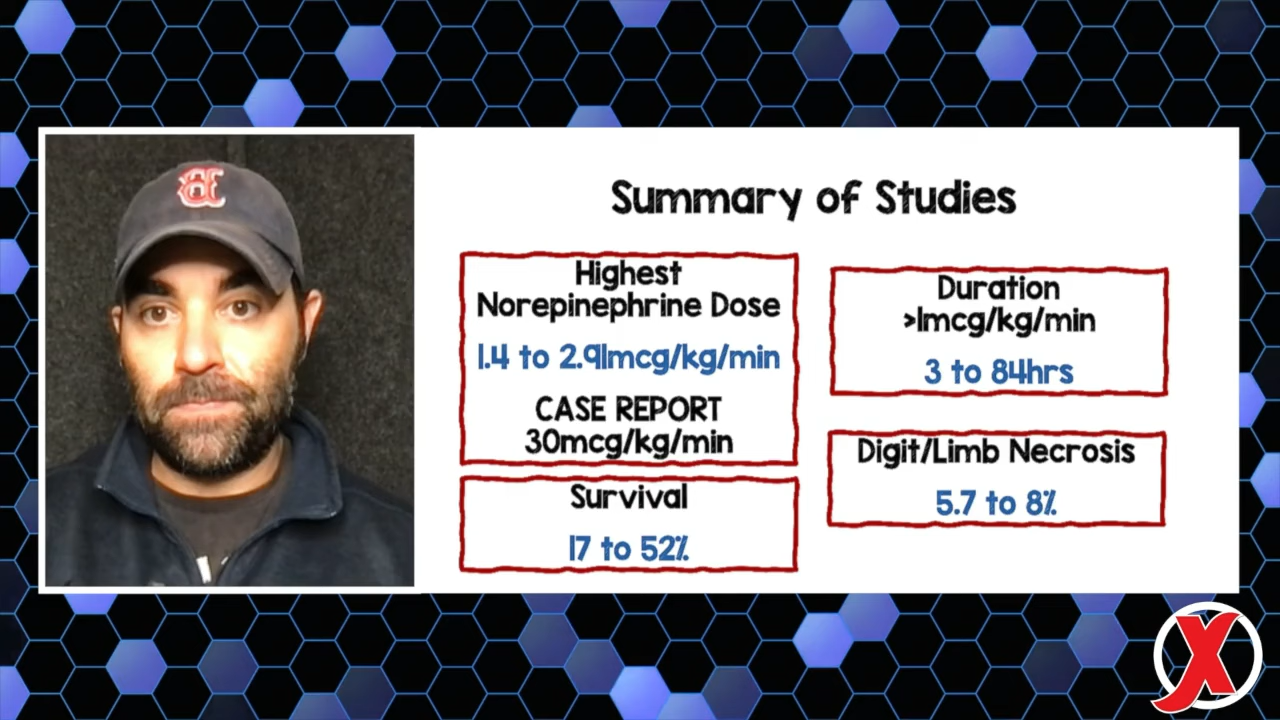 Summary of Studies
Highest
Norepinephrine Dose
1.4 to 2.91mcg/kg/min
CASE REPORT
30mcg/kg/min
Survival
17 to 52%
Duration
>1mcg/kg/min
3 to 84hrs
Digit/Limb Necrosis
5.7 to 8%
B
X